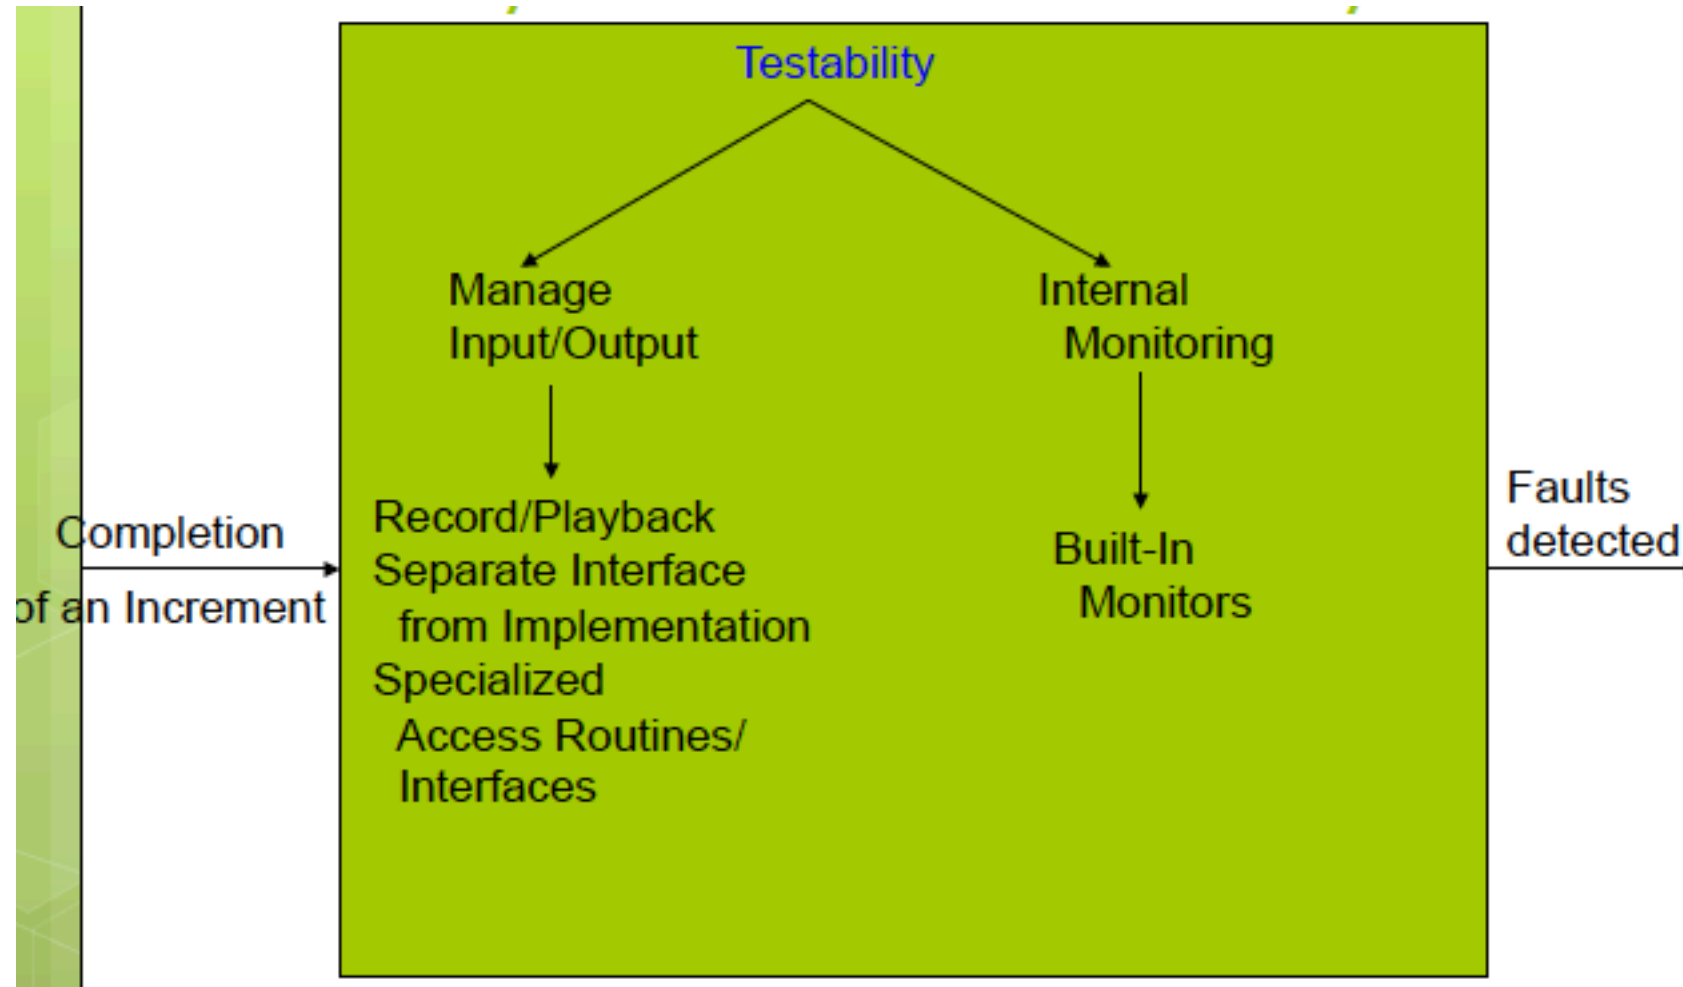 Testability
Manage
Input/Output
Internal
Monitoring
Completion
of an Increment
Record/Playback
Separate Interface
from Implementation
Specialized
Access Routines/
Interfaces
Built-In
Monitors
Faults
detected